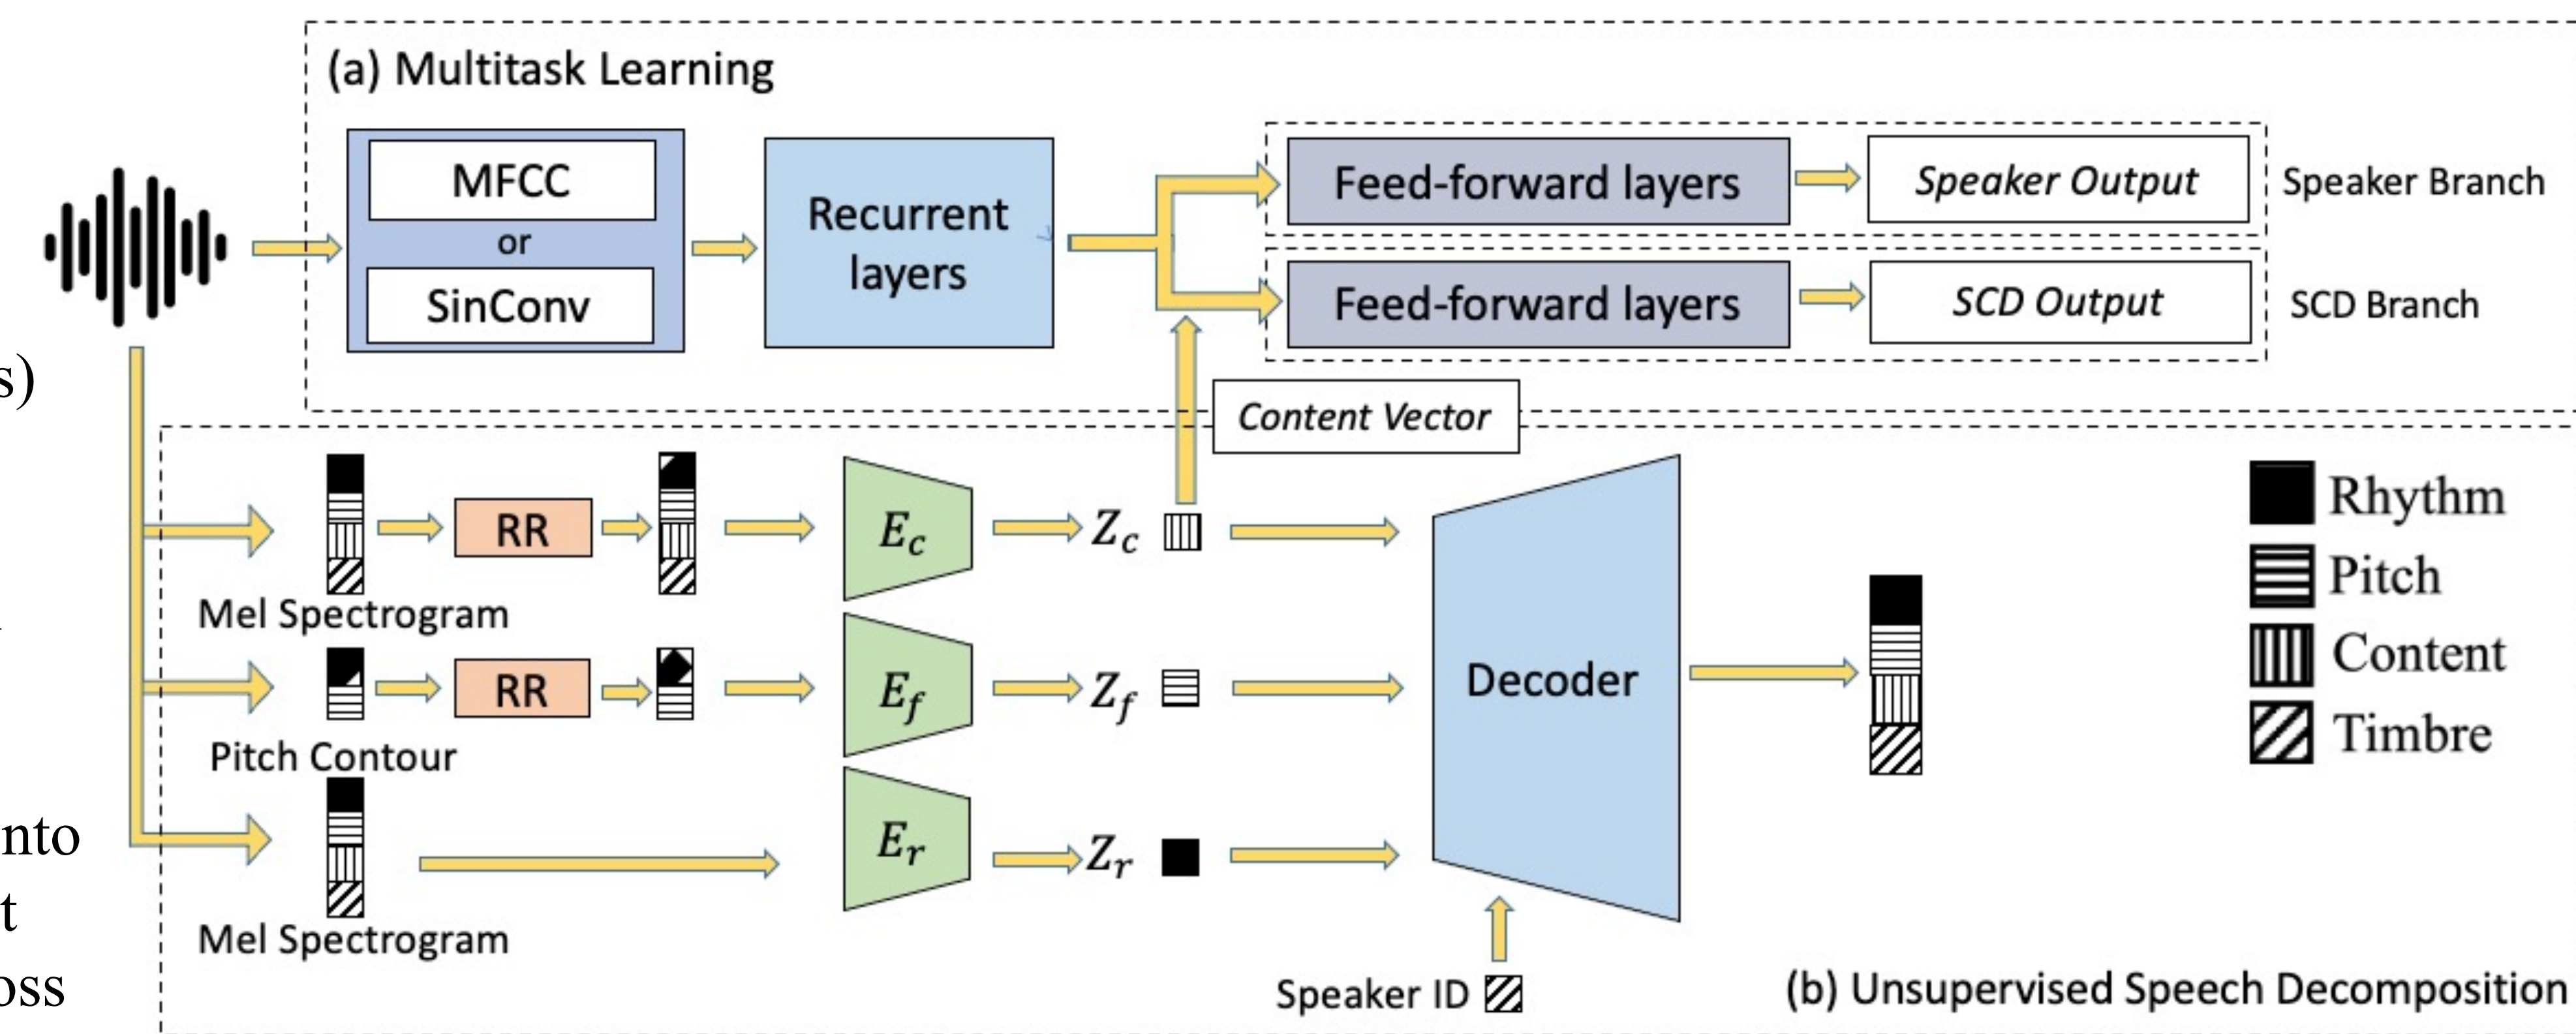 (a) Multitask Learning
MFCC
or
SinConv
Recurrent
layers
Feed-forward layers
Speaker Output
Speaker Branch
Feed-forward layers
SCD Output
SCD Branch
s)
Content Vector
RR
E_c
Z_c
Mel Spectrogram
RR
E_f
Z_f
Pitch Contour
E_r
Z_r
Mel Spectrogram
Decoder
Speaker ID
Rhythm
Pitch
Content
Timbre
nto
t
oss
(b) Unsupervised Speech Decomposition